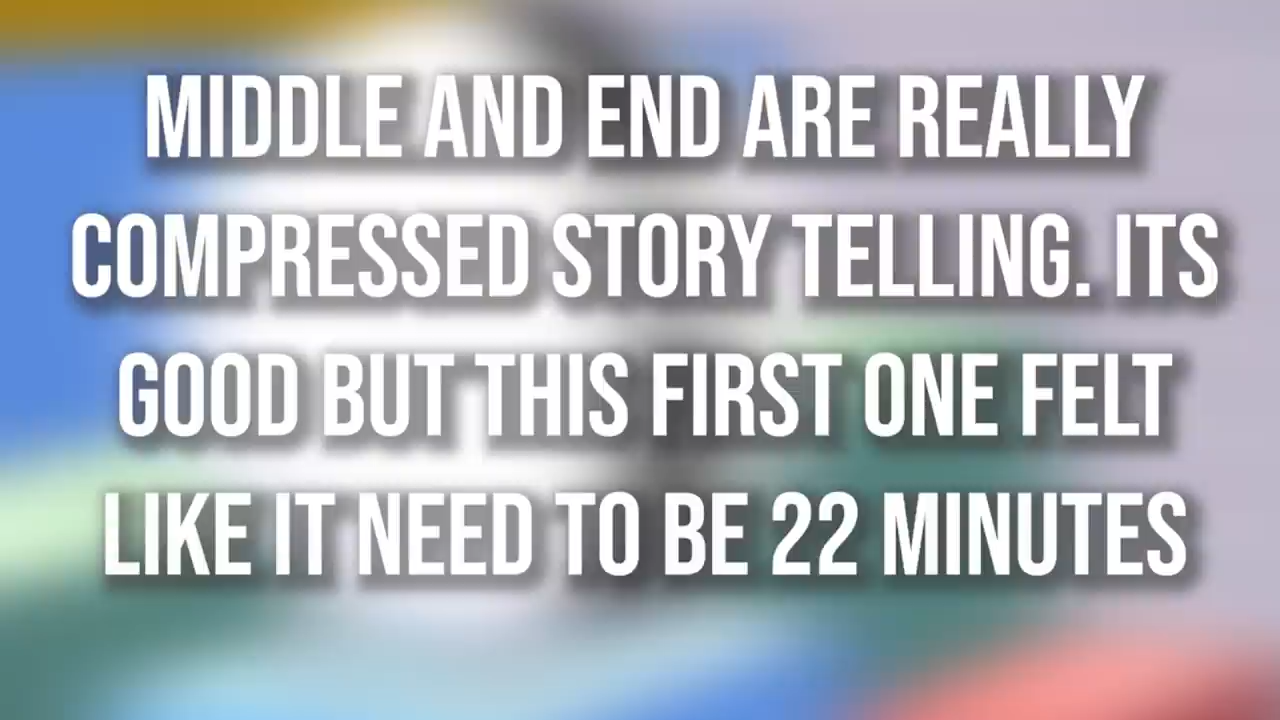 MIDDLE AND END ARE REALLY
COMPRESSED STORY TELLING. ITS
GOOD BUT THIS FIRST ONE FELT
LIKE IT NEED TO BE 22 MINUTES